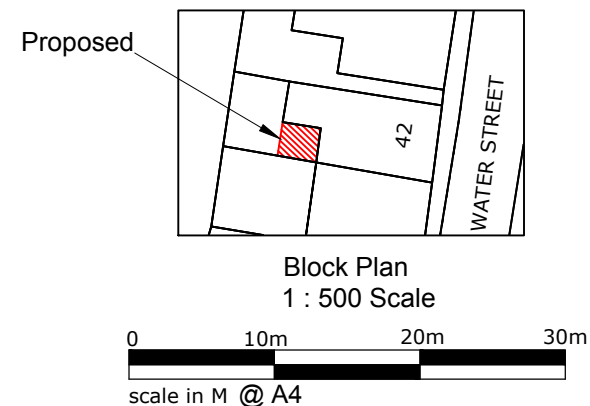 Proposed
42
WATER STREET
Block Plan
1 : 500 Scale
0 10m 20m 30m
scale in M @ A4